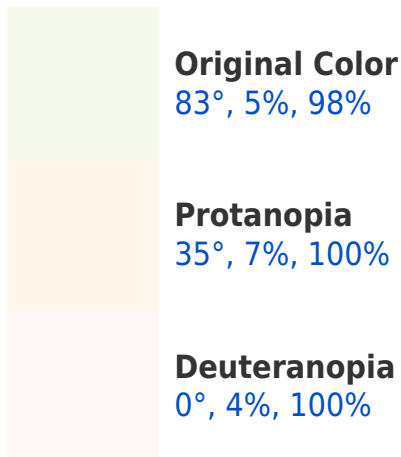 Original Color
83°, 5%, 98%
Protanopia
35°, 7%, 100%
Deuteranopia
0°, 4%, 100%